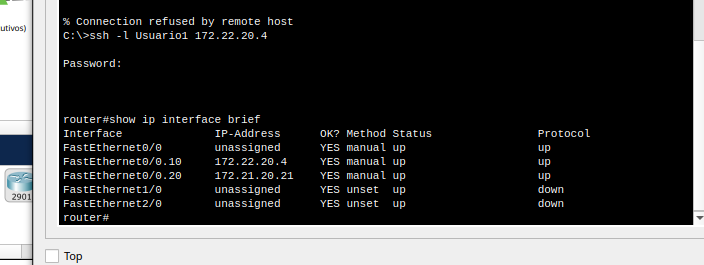 utivos)
% Connection refused by remote host
C:\>ssh -l Usuario1 172.22.20.4
Password:
router#show ip interface brief
Interface IP-Address OK? Method Status Protocol
FastEthernet0/0 unassigned YES manual up up
FastEthernet0/0.10 172.22.20.4 YES manual up up
FastEthernet0/0.20 172.21.20.21 YES manual up up
FastEthernet1/0 unassigned YES unset up down
FastEthernet2/0 unassigned YES unset up down
router#
2901
Top